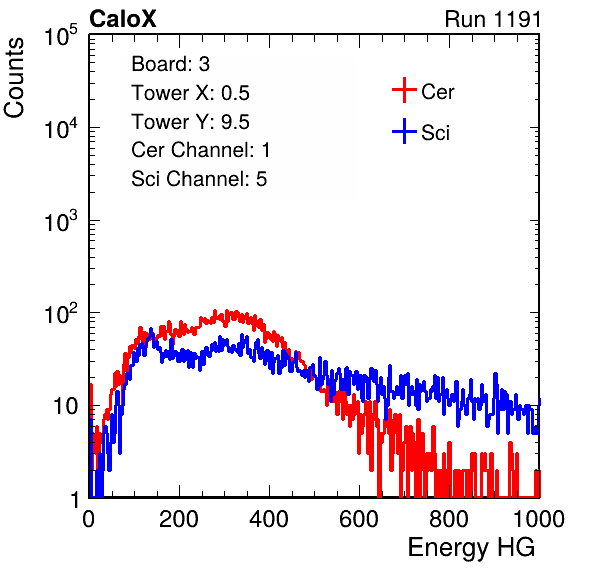 CaloX Run 1191
Counts
10^5
10^4
10^3
10^2
10
1
Board: 3
Tower X: 0.5
Tower Y: 9.5
Cer Channel: 1
Sci Channel: 5
Cer
Sci
0 200 400 600 800 1000
Energy HG